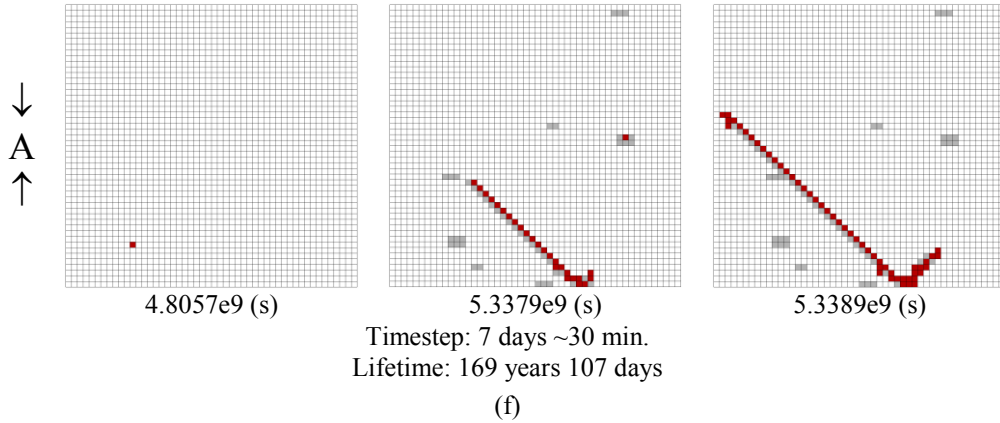 ↓
A
↑
4.8057e9 (s) 5.3379e9 (s) 5.3389e9 (s)
Timestep: 7 days ~30 min.
Lifetime: 169 years 107 days
(f)